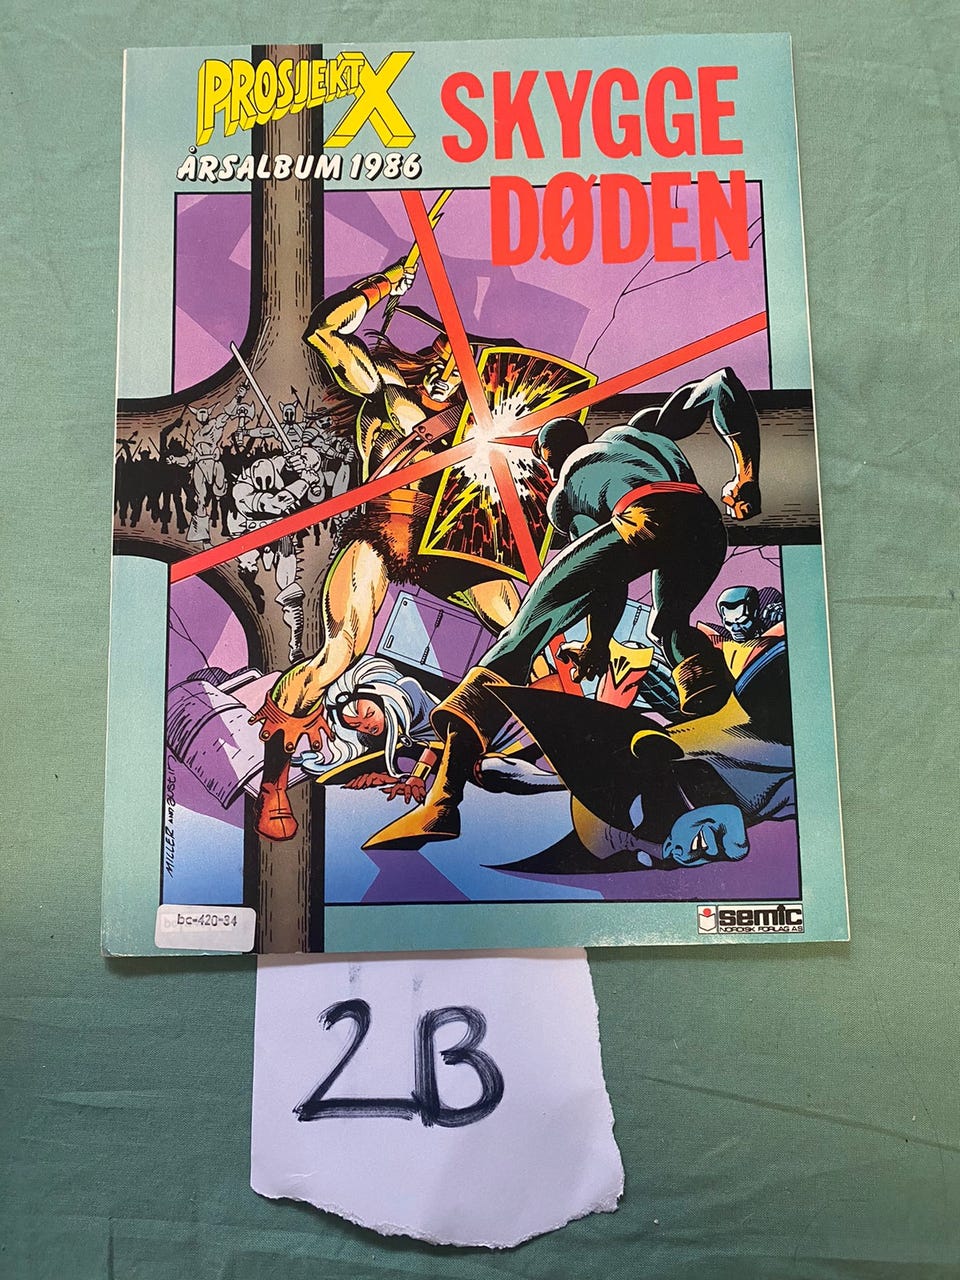 PROSJEKT X
ÅRSALBUM 1986
SKYGGE
DØDEN
MILLER AND AUSTIN
bc-420-34
semic
NORDISK FORLAG AS
2B